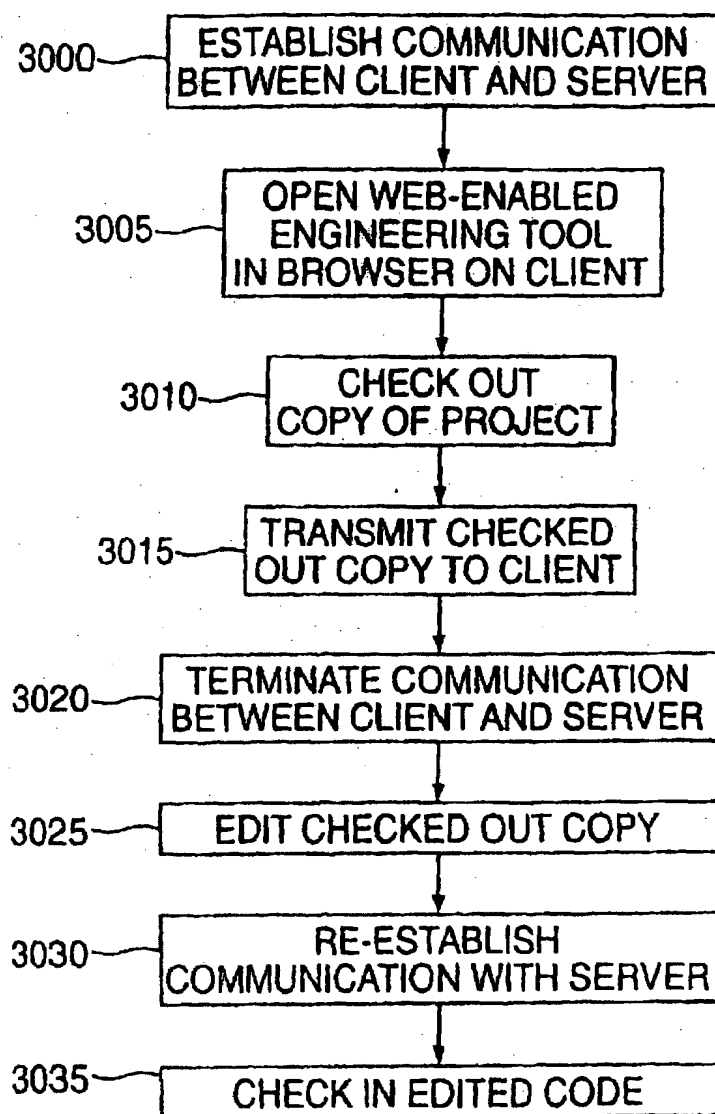 3000
ESTABLISH COMMUNICATION
BETWEEN CLIENT AND SERVER
3005
OPEN WEB-ENABLED
ENGINEERING TOOL
IN BROWSER ON CLIENT
3010
CHECK OUT
COPY OF PROJECT
3015
TRANSMIT CHECKED
OUT COPY TO CLIENT
3020
TERMINATE COMMUNICATION
BETWEEN CLIENT AND SERVER
3025
EDIT CHECKED OUT COPY
3030
RE-ESTABLISH
COMMUNICATION WITH SERVER
3035
CHECK IN EDITED CODE